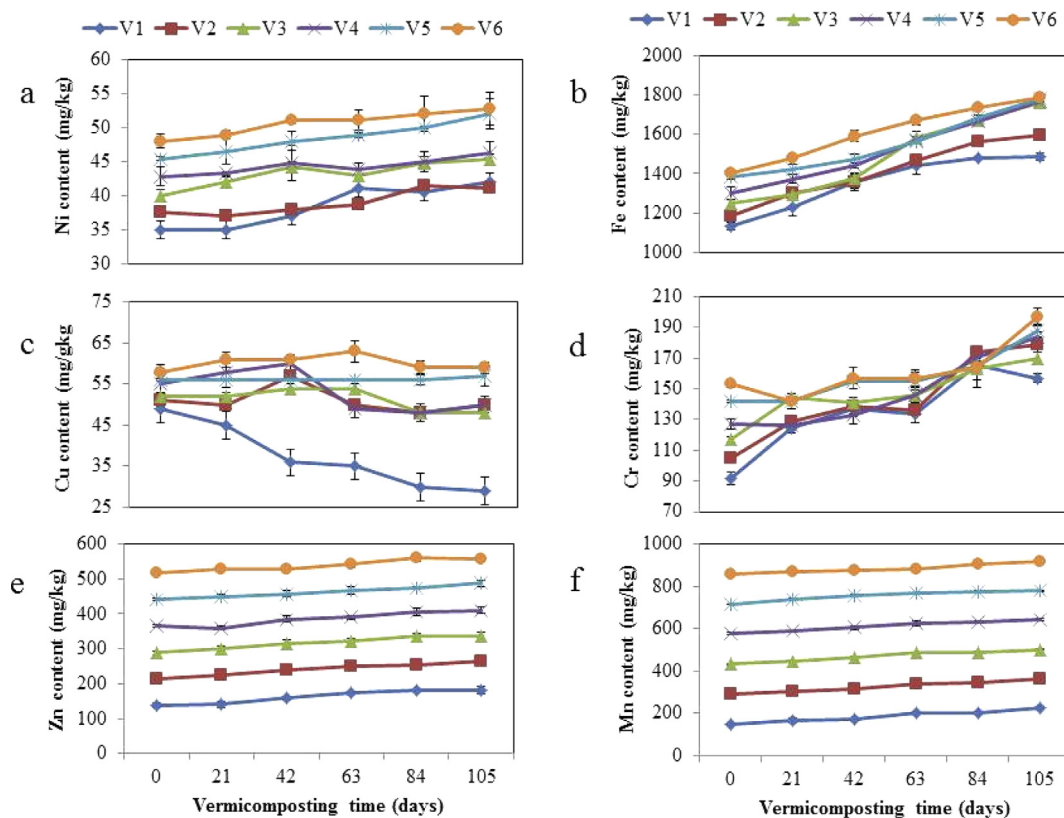 V1 V2 V3 V4 V5 V6
V1 V2 V3 V4 V5 V6
a
Ni content (mg/kg)
60
55
50
45
40
35
30
b
Fe content (mg/kg)
2000
1800
1600
1400
1200
1000
c
Cu content (mg/gkg
75
65
55
45
35
25
d
Cr content (mg/kg)
210
190
170
150
130
110
90
70
e
Zn content (mg/kg)
600
500
400
300
200
100
0
0 21 42 63 84 105
Vermicomposting time (days)
f
Mn content (mg/kg)
1000
800
600
400
200
0
0 21 42 63 84 105
Vermicomposting time (days)